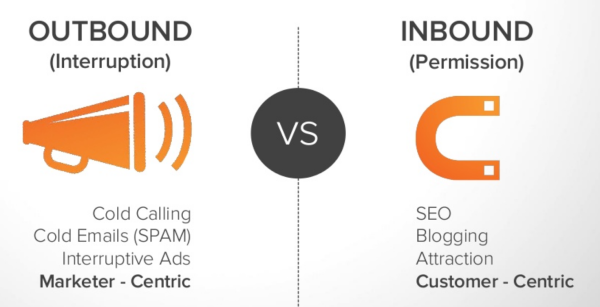 OUTBOUND
(Interruption)
Cold Calling
Cold Emails (SPAM)
Interruptive Ads
Marketer - Centric
VS
INBOUND
(Permission)
SEO
Blogging
Attraction
Customer - Centric